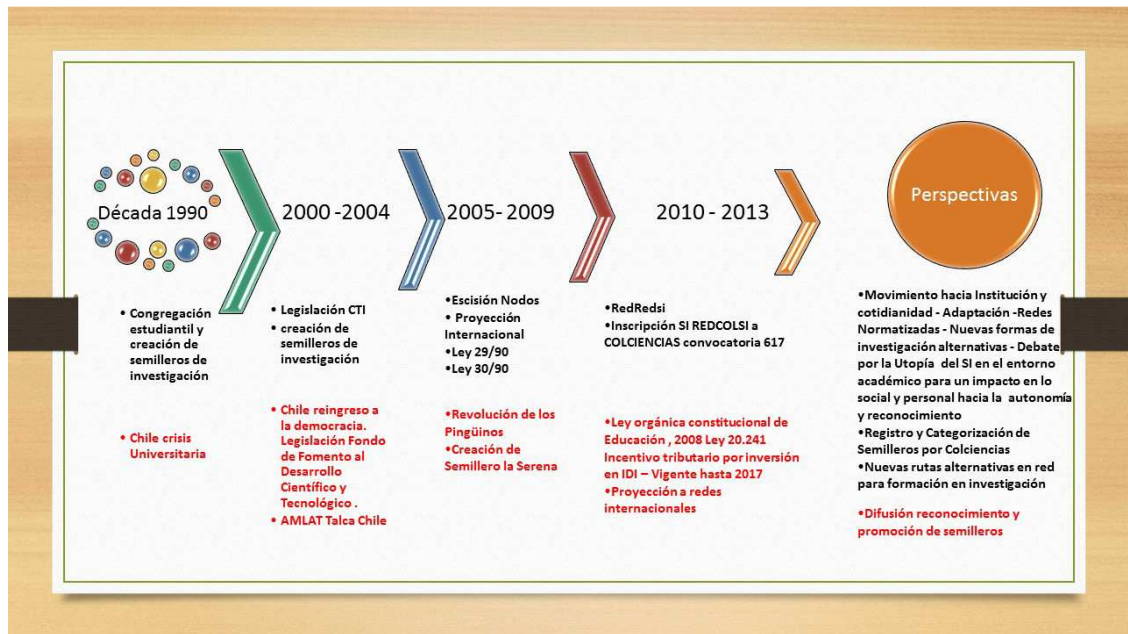 Década 1990
2000 -2004
2005- 2009
2010 - 2013
Perspectivas
• Congregación
estudiantil y
creación de
semilleros de
investigación
• Chile crisis
Universitaria
• Legislación CTI
• creación de
semilleros de
investigación
• Chile reingreso a
la democracia.
Legislación Fondo
de Fomento al
Desarrollo
Científico y
Tecnológico .
• AMLAT Talca Chile
•Escisión Nodos
• Proyección
Internacional
•Ley 29/90
•Ley 30/90
•Revolución de los
Pingüinos
•Creación de
Semillero la Serena
•RedRedsi
•Inscripción SI REDCOLSI a
COLCIENCIAS convocatoria 617
•Ley orgánica constitucional de
Educación , 2008 Ley 20.241
Incentivo tributario por inversión
en IDI – Vigente hasta 2017
•Proyección a redes
internacionales
•Movimiento hacia Institución y
cotidianidad - Adaptación -Redes
Normatizadas - Nuevas formas de
investigación alternativas - Debate
por la Utopía del SI en el entorno
académico para un impacto en lo
social y personal hacia la autonomía
y reconocimiento
•Registro y Categorización de
Semilleros por Colciencias
•Nuevas rutas alternativas en red
para formación en investigación
•Difusión reconocimiento y
promoción de semilleros